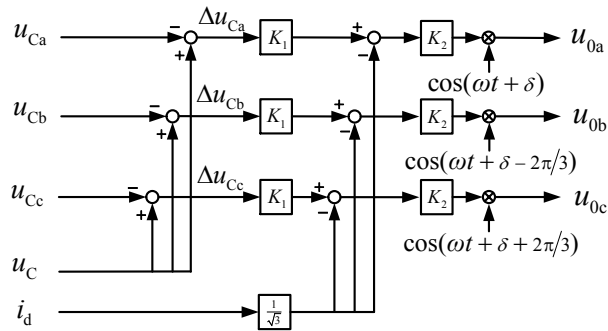 u_Ca − + Δu_Ca K_1 + − K_2 ⊗ u_0a
cos(ωt + δ)
u_Cb − + Δu_Cb K_1 + − K_2 ⊗ u_0b
cos(ωt + δ − 2π/3)
u_Cc − + Δu_Cc K_1 + − K_2 ⊗ u_0c
cos(ωt + δ + 2π/3)
u_C
i_d 1/√3